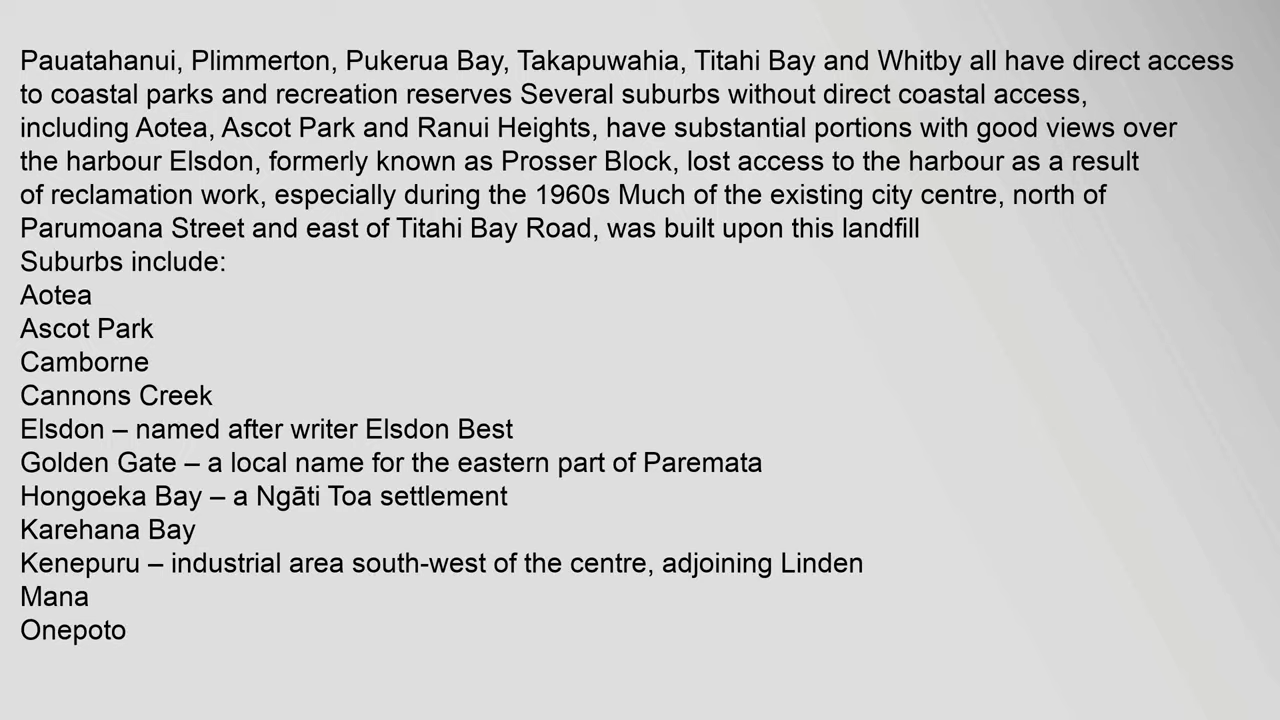 Pauatahanui, Plimmerton, Pukerua Bay, Takapuwahia, Titahi Bay and Whitby all have direct access
to coastal parks and recreation reserves Several suburbs without direct coastal access,
including Aotea, Ascot Park and Ranui Heights, have substantial portions with good views over
the harbour Elsdon, formerly known as Prosser Block, lost access to the harbour as a result
of reclamation work, especially during the 1960s Much of the existing city centre, north of
Parumoana Street and east of Titahi Bay Road, was built upon this landfill
Suburbs include:
Aotea
Ascot Park
Camborne
Cannons Creek
Elsdon – named after writer Elsdon Best
Golden Gate – a local name for the eastern part of Paremata
Hongoeka Bay – a Ngāti Toa settlement
Karehana Bay
Kenepuru – industrial area south-west of the centre, adjoining Linden
Mana
Onepoto